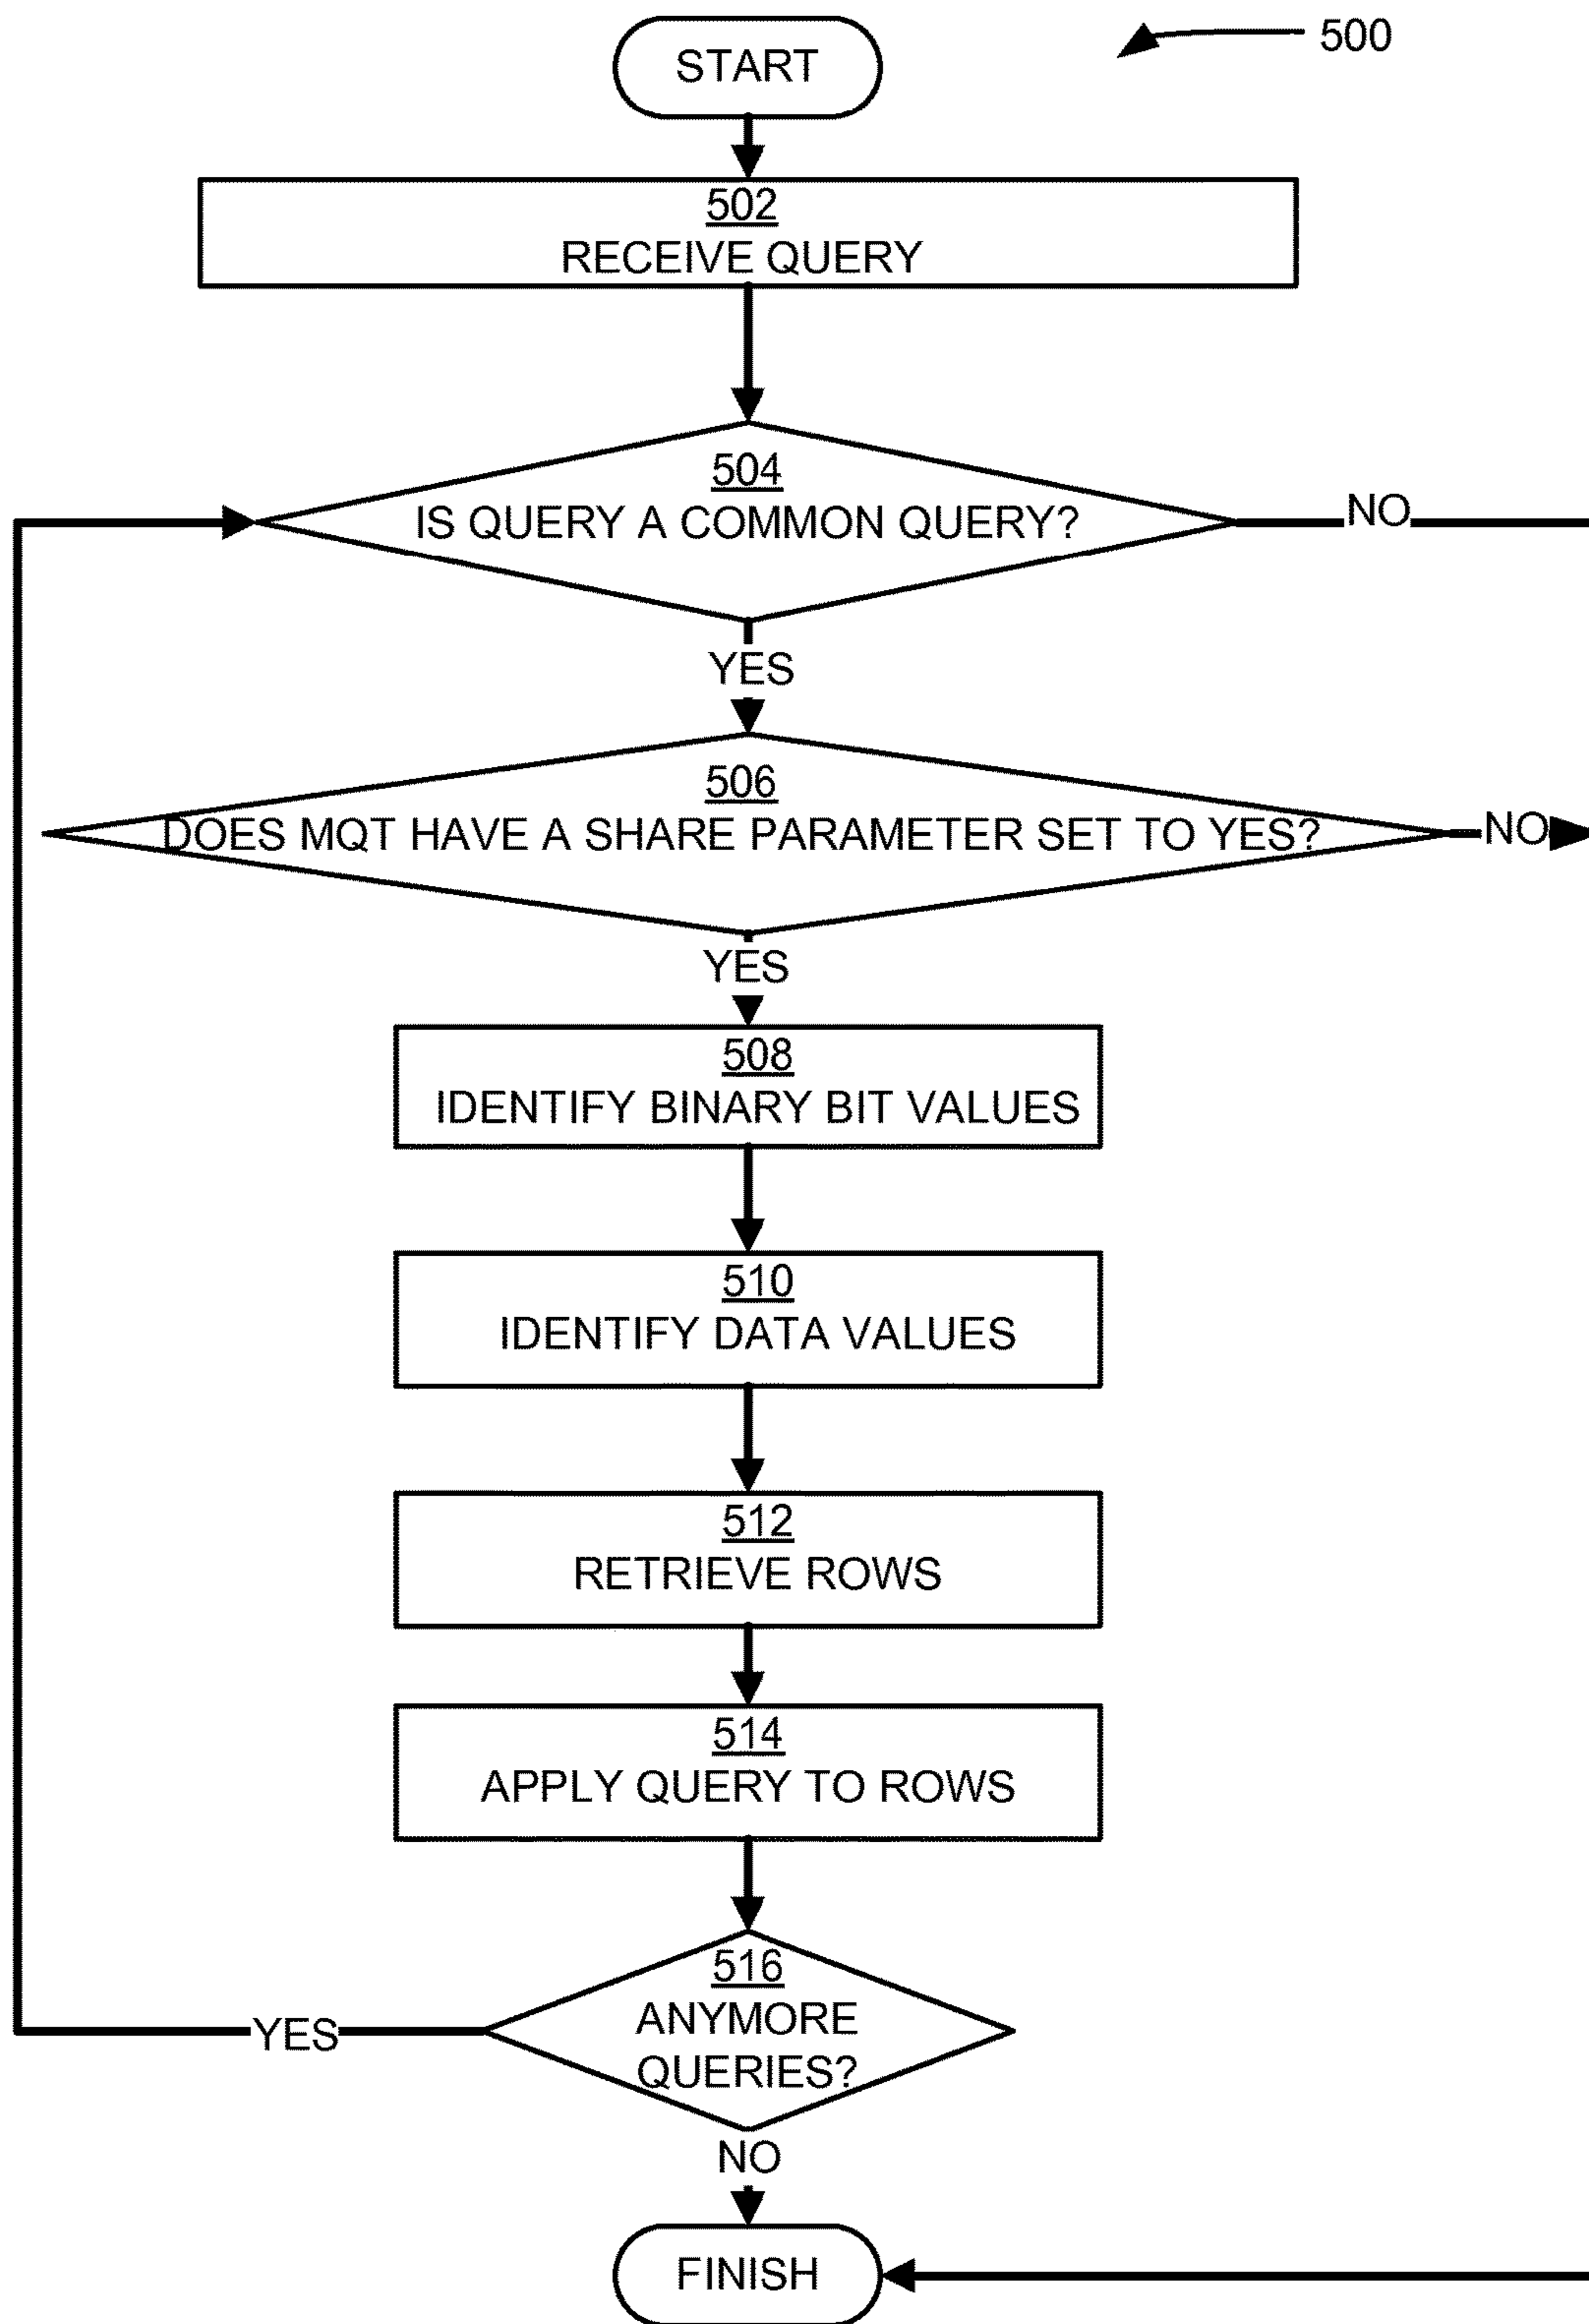 START
500
502
RECEIVE QUERY
504
IS QUERY A COMMON QUERY?
NO
YES
506
DOES MQT HAVE A SHARE PARAMETER SET TO YES?
NO
YES
508
IDENTIFY BINARY BIT VALUES
510
IDENTIFY DATA VALUES
512
RETRIEVE ROWS
514
APPLY QUERY TO ROWS
516
ANYMORE
QUERIES?
YES
NO
FINISH